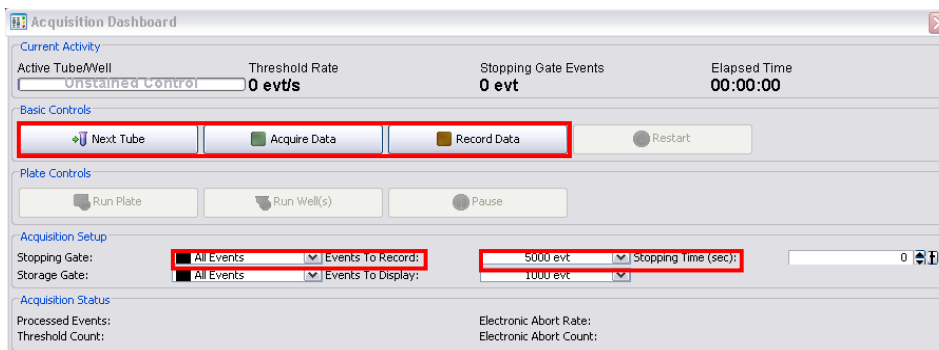 Acquisition Dashboard
Current Activity
Active Tube/Well Threshold Rate Stopping Gate Events Elapsed Time
Unstained Control 0 evt/s 0 evt 00:00:00
Basic Controls
Next Tube Acquire Data Record Data Restart
Plate Controls
Run Plate Run Well(s) Pause
Acquisition Setup
Stopping Gate: All Events Events To Record: 5000 evt Stopping Time (sec): 0
Storage Gate: All Events Events To Display: 1000 evt
Acquisition Status
Processed Events: Electronic Abort Rate:
Threshold Count: Electronic Abort Count: